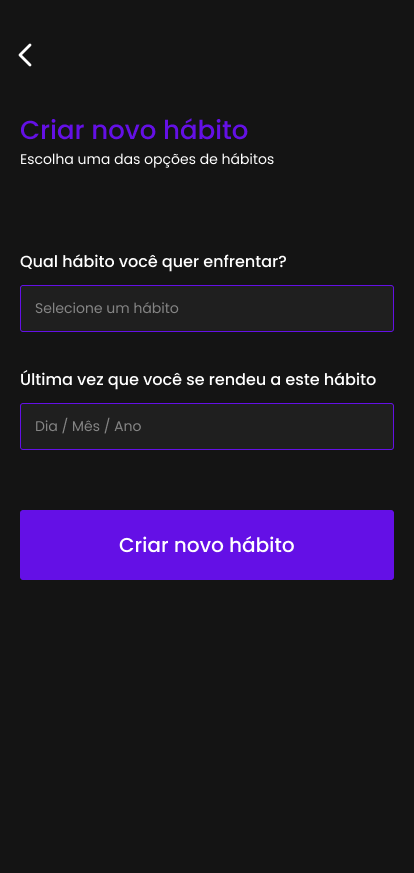 Criar novo hábito
Escolha uma das opções de hábitos
Qual hábito você quer enfrentar?
Selecione um hábito
Última vez que você se rendeu a este hábito
Dia / Mês / Ano
Criar novo hábito